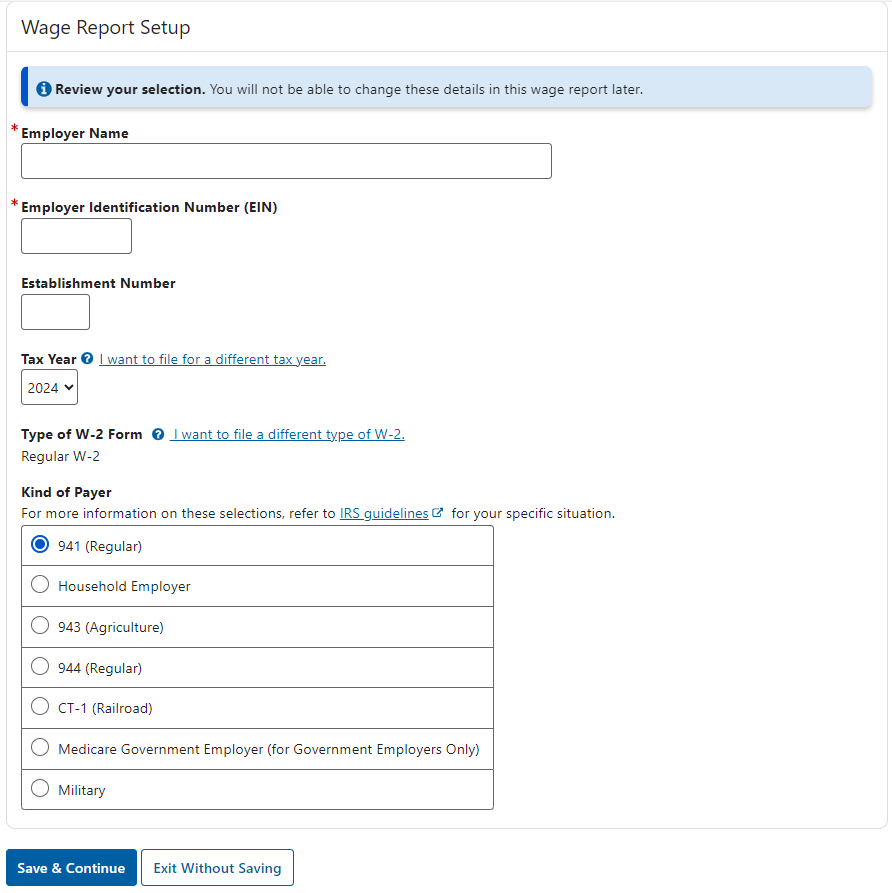 Wage Report Setup
Review your selection. You will not be able to change these details in this wage report later.
* Employer Name
* Employer Identification Number (EIN)
Establishment Number
Tax Year ? I want to file for a different tax year.
2024
Type of W-2 Form ? I want to file a different type of W-2.
Regular W-2
Kind of Payer
For more information on these selections, refer to IRS guidelines for your specific situation.
941 (Regular)
Household Employer
943 (Agriculture)
944 (Regular)
CT-1 (Railroad)
Medicare Government Employer (for Government Employers Only)
Military
Save & Continue Exit Without Saving